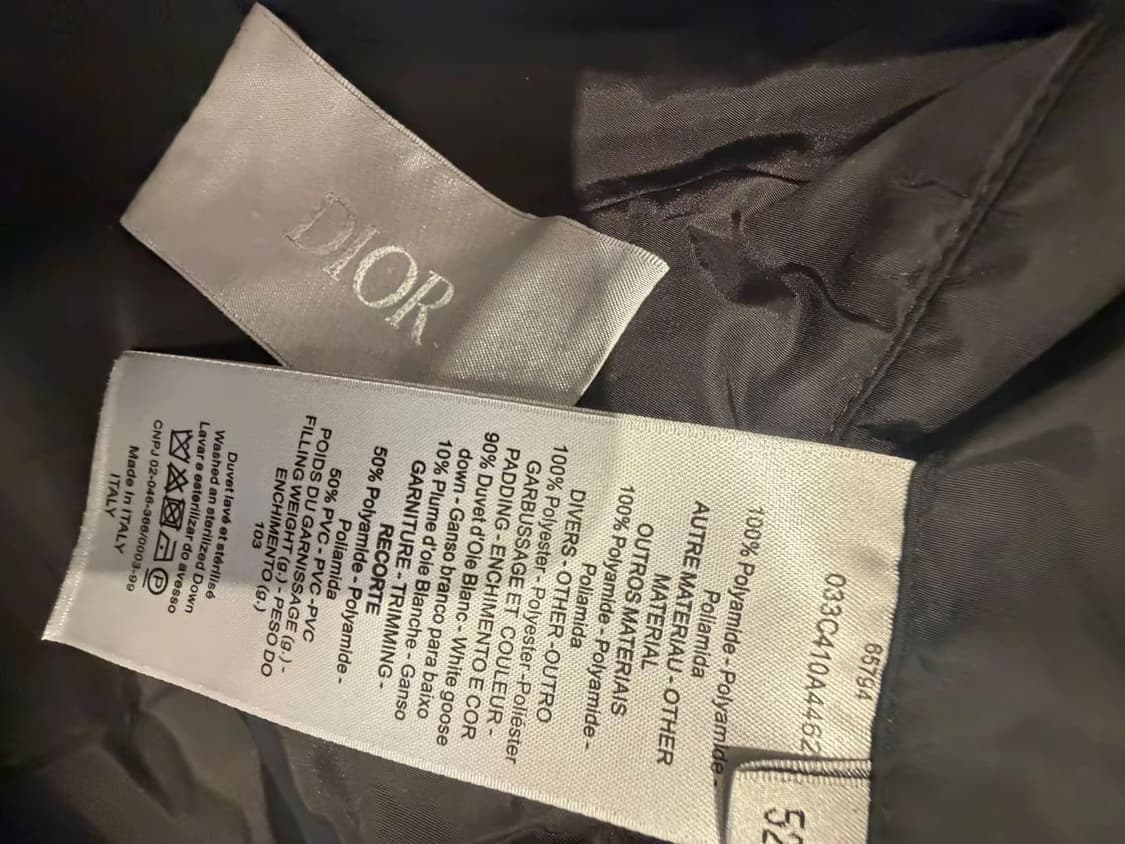 DIOR
65794
033C410A4462
100% Polyamide - Polyamide -
Poliamida
AUTRE MATERIAU - OTHER
MATERIAL
OUTROS MATERIAIS
100% Polyamide - Polyamide -
Poliamida
DIVERS - OTHER -OUTRO
100% Polyester - Polyester -Poliéster
GARBUSSAGE ET COULEUR -
PADDING - ENCHIMENTO E COR
90% Duvet d'Oie Blanc - White goose
down - Ganso branco para baixo
10% Plume d'oie Blanche - Ganso
GARNITURE - TRIMMING -
RECORTE
50% Polyamide - Polyamide -
Poliamida
50% PVC - PVC -PVC
POIDS DU GARNISSAGE (g.) -
FILLING WEIGHT (g.) - PESO DO
ENCHIMENTO (g.)
103
Duvet lavé et stérilisé
Washed an sterilized Down
Lavar e esterilizar do avesso
P
CNPJ 02-046-366/0003-99
Made In ITALY
ITALY
52